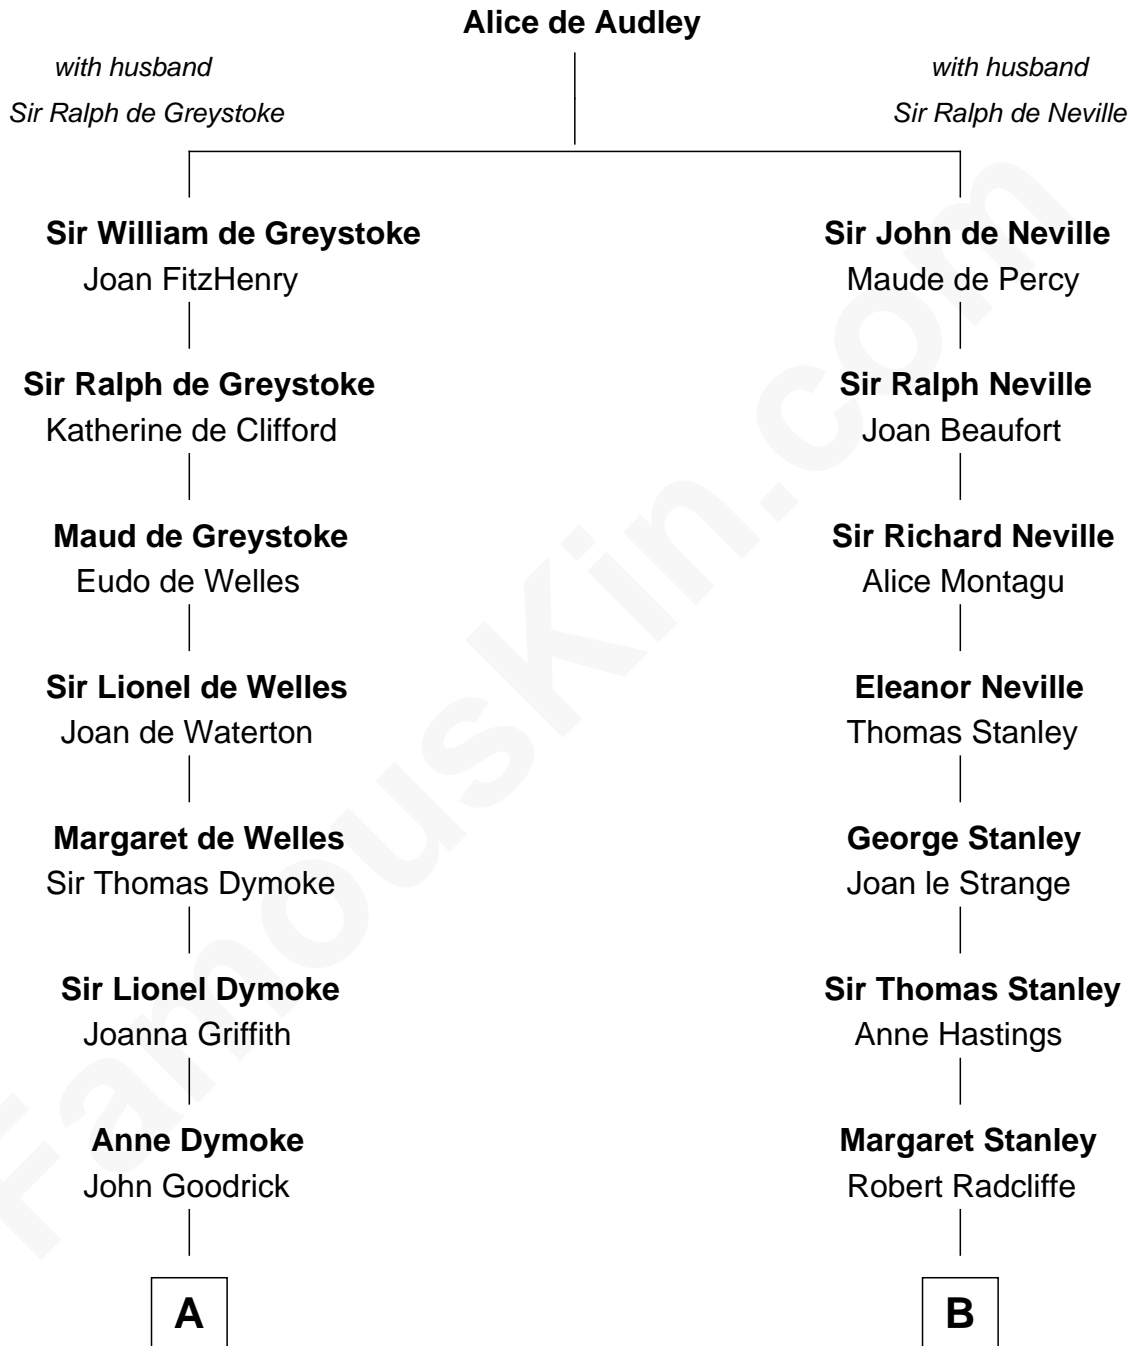 Alice de Audley
with husband
Sir Ralph de Greystoke
with husband
Sir Ralph de Neville
Sir William de Greystoke
Joan FitzHenry
Sir Ralph de Greystoke
Katherine de Clifford
Maud de Greystoke
Eudo de Welles
Sir Lionel de Welles
Joan de Waterton
Margaret de Welles
Sir Thomas Dymoke
Sir Lionel Dymoke
Joanna Griffith
Anne Dymoke
John Goodrick
A
Sir John de Neville
Maude de Percy
Sir Ralph Neville
Joan Beaufort
Sir Richard Neville
Alice Montagu
Eleanor Neville
Thomas Stanley
George Stanley
Joan le Strange
Sir Thomas Stanley
Anne Hastings
Margaret Stanley
Robert Radcliffe
B
FamousKin.com